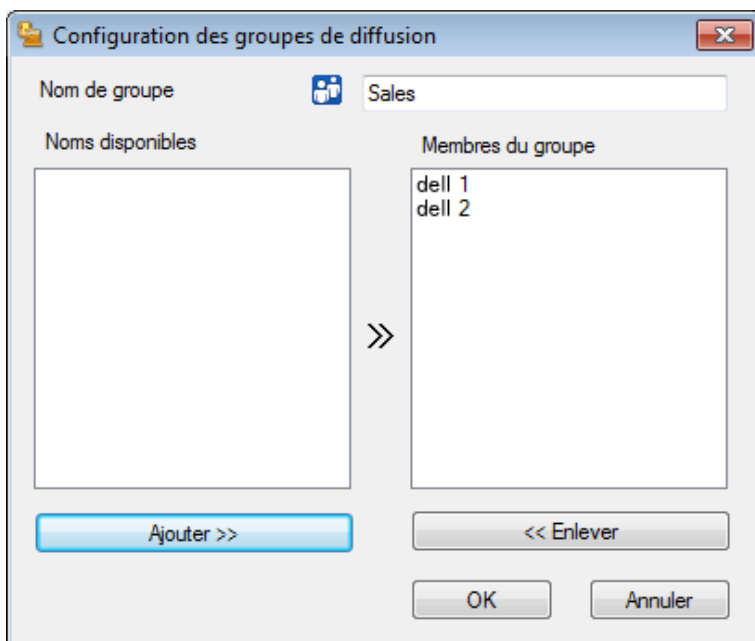 Configuration des groupes de diffusion
Nom de groupe
Sales
Noms disponibles
Membres du groupe
dell 1
dell 2
>>
Ajouter >>
<< Enlever
OK
Annuler